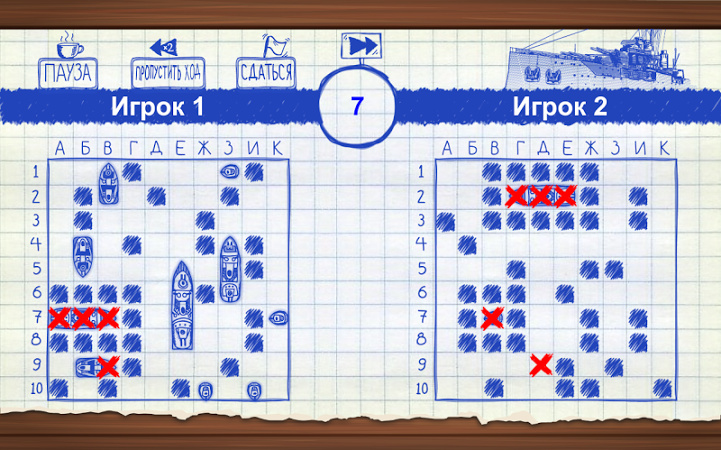 ПАУЗА
x2
ПРОПУСТИТЬ ХОД
СДАТЬСЯ
Игрок 1
7
Игрок 2
А Б В Г Д Е Ж З И К
1
2
3
4
5
6
7
8
9
10
А Б В Г Д Е Ж З И К
1
2
3
4
5
6
7
8
9
10